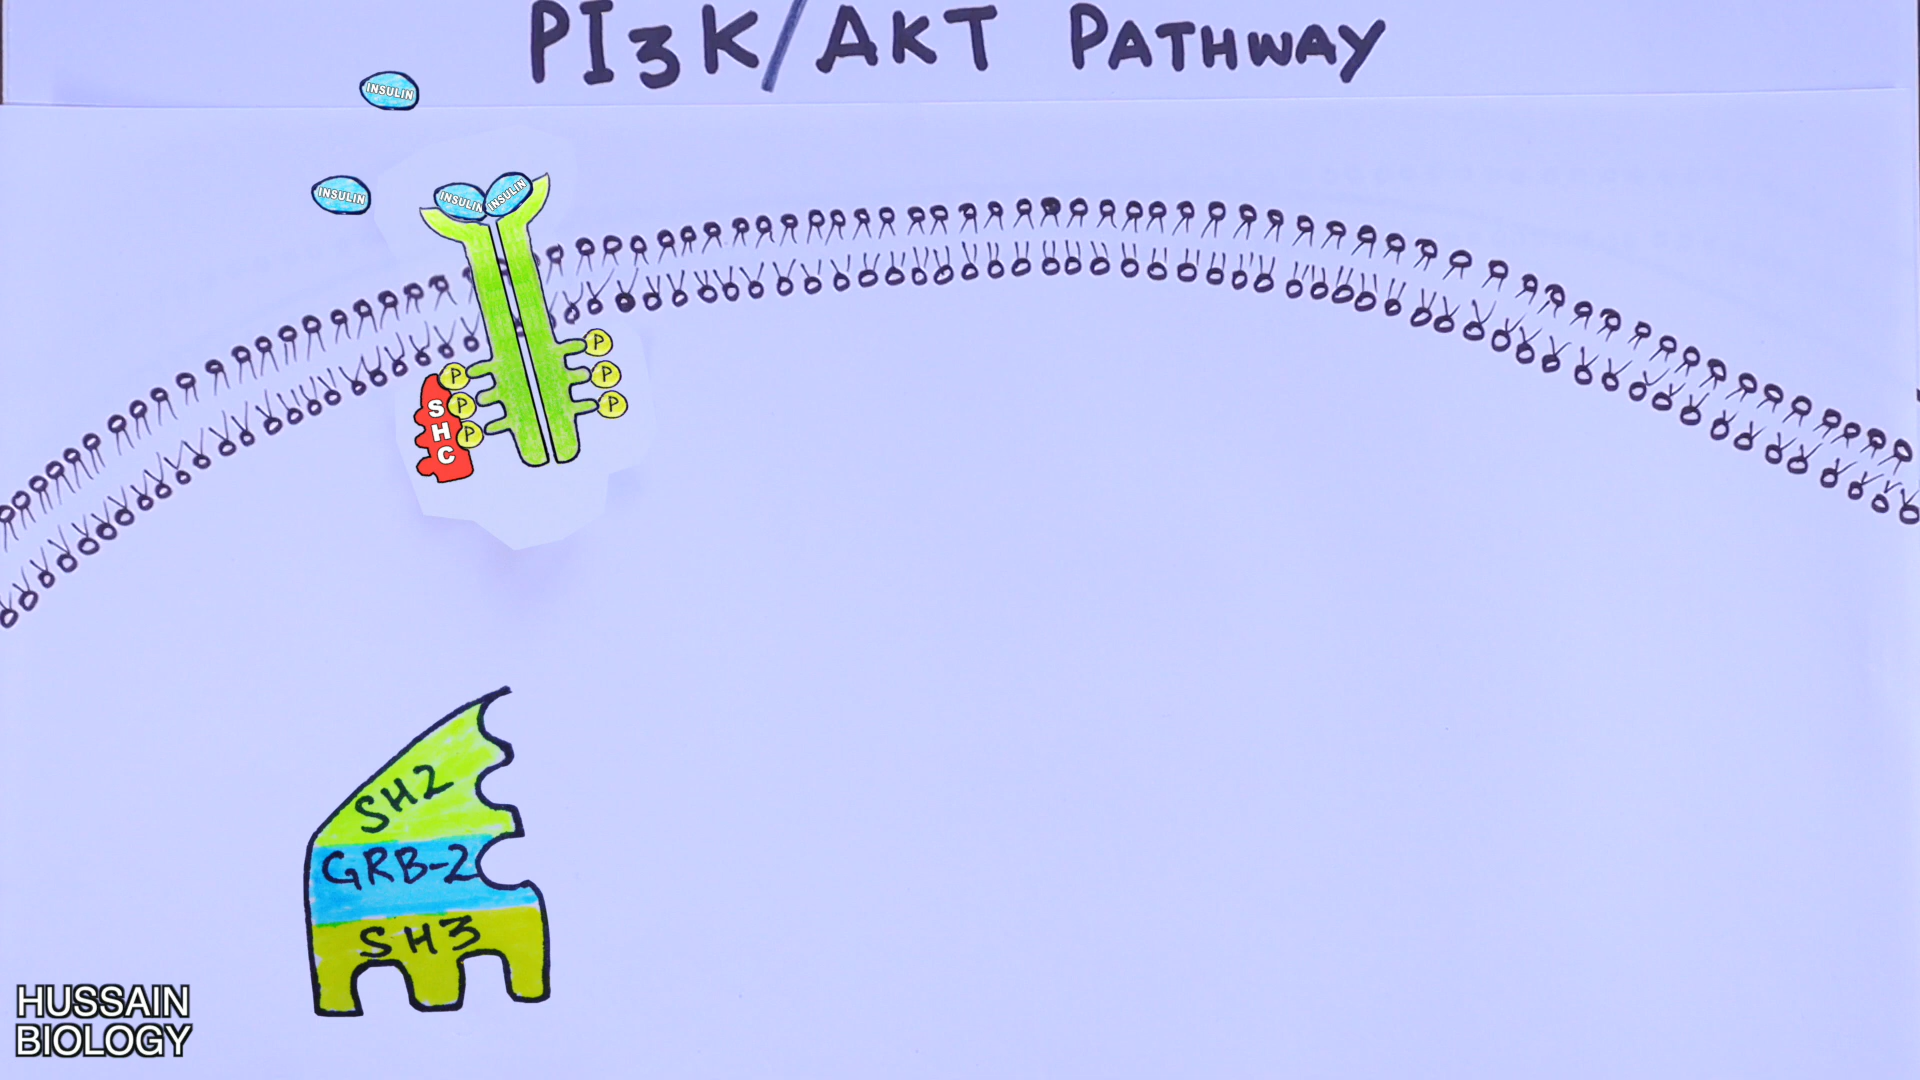 PI3K/AKT PATHWAY
INSULIN
INSULIN
INSULIN
INSULIN
P
P
P
P
P
P
SHC
SH2
GRB-2
SH3
HUSSAIN
BIOLOGY